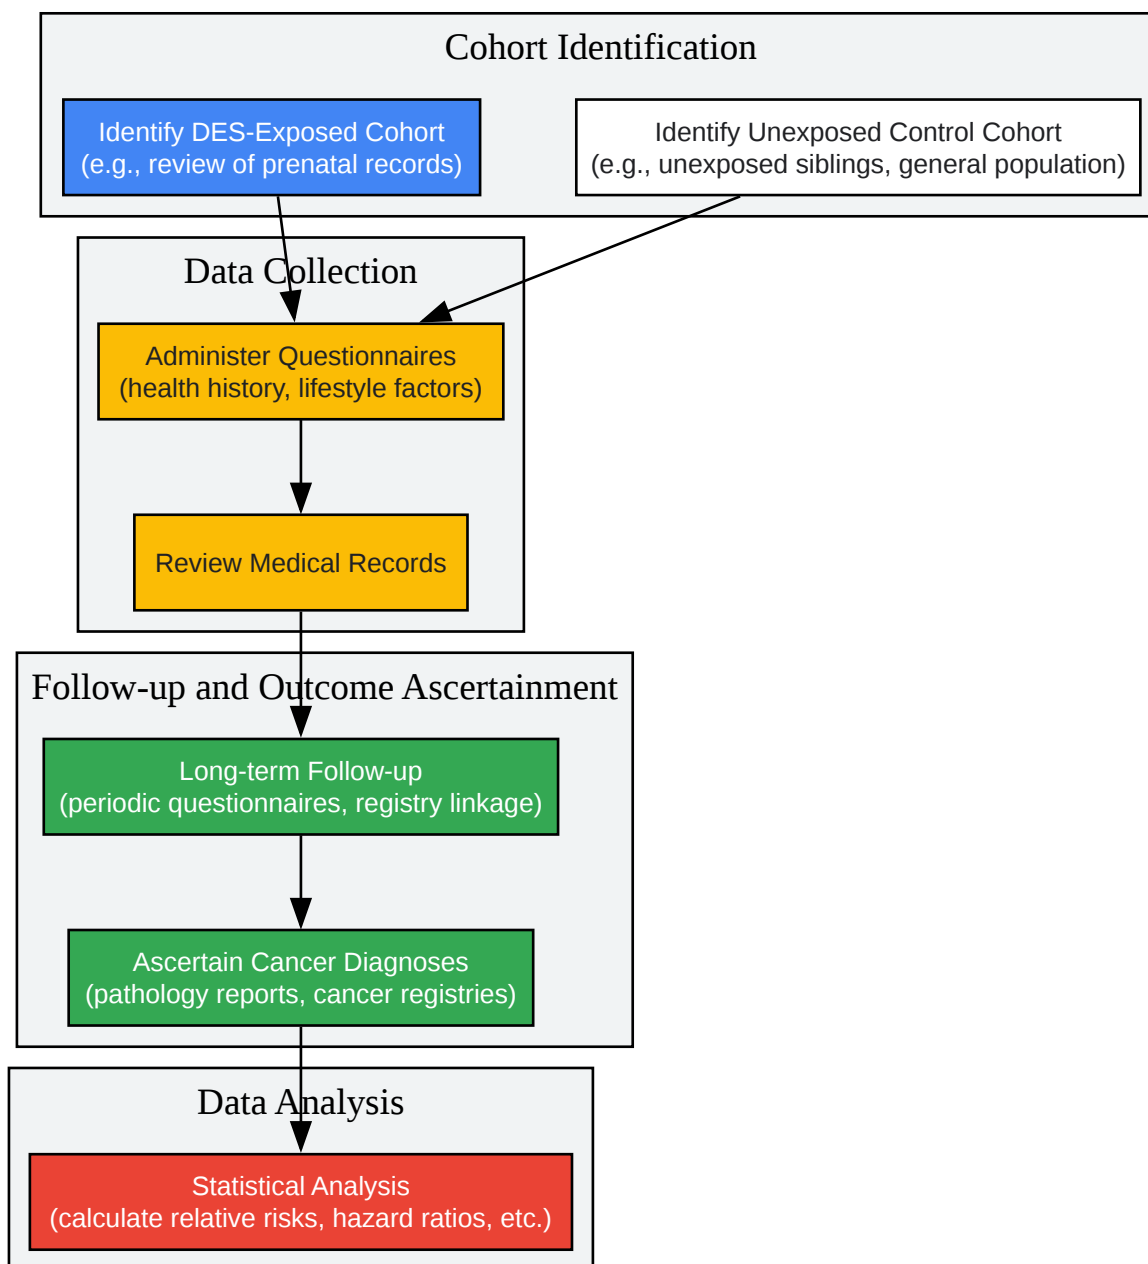 Cohort Identification
Identify DES-Exposed Cohort
(e.g., review of prenatal records)
Identify Unexposed Control Cohort
(e.g., unexposed siblings, general population)
Data Collection
Administer Questionnaires
(health history, lifestyle factors)
Review Medical Records
Follow-up and Outcome Ascertainment
Long-term Follow-up
(periodic questionnaires, registry linkage)
Ascertain Cancer Diagnoses
(pathology reports, cancer registries)
Data Analysis
Statistical Analysis
(calculate relative risks, hazard ratios, etc.)